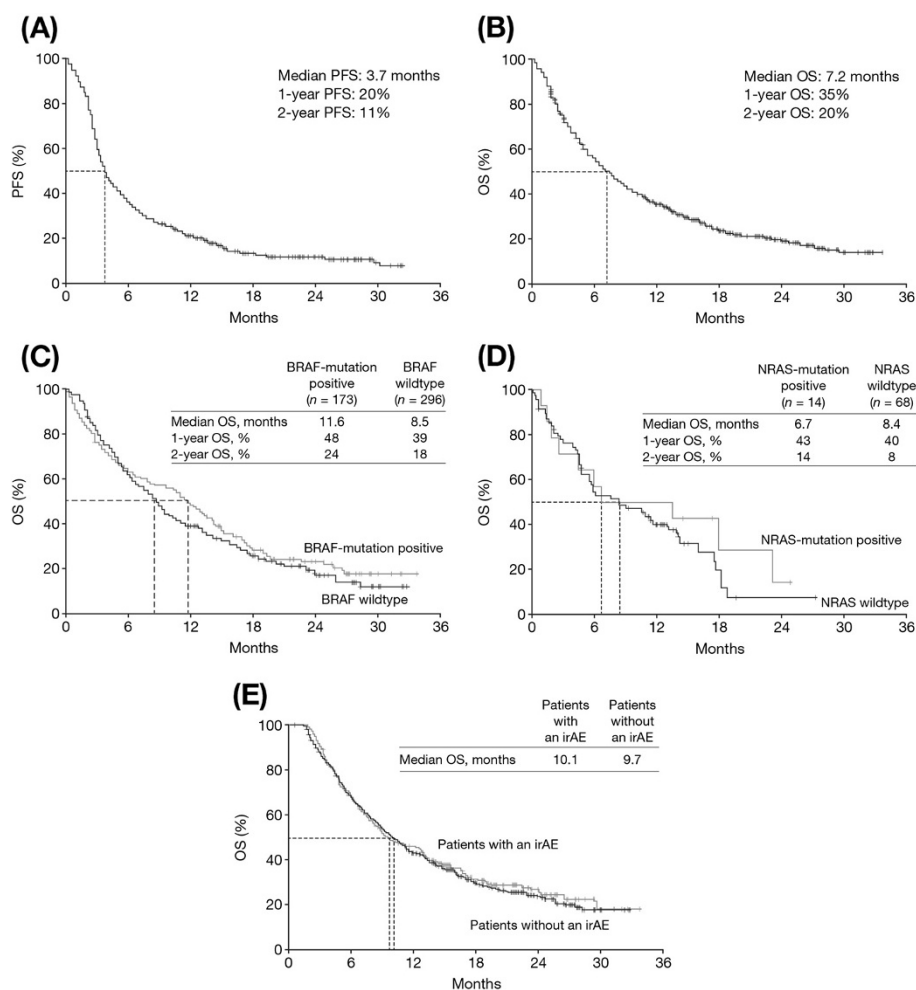 (A)
Median PFS: 3.7 months
1-year PFS: 20%
2-year PFS: 11%
PFS (%)
100
80
60
40
20
0
0 6 12 18 24 30 36
Months
(B)
Median OS: 7.2 months
1-year OS: 35%
2-year OS: 20%
OS (%)
100
80
60
40
20
0
0 6 12 18 24 30 36
Months
(C)
BRAF-mutation positive (n = 173) BRAF wildtype (n = 296)
Median OS, months 11.6 8.5
1-year OS, % 48 39
2-year OS, % 24 18
OS (%)
100
80
60
40
20
0
BRAF-mutation positive
BRAF wildtype
0 6 12 18 24 30 36
Months
(D)
NRAS-mutation positive (n = 14) NRAS wildtype (n = 68)
Median OS, months 6.7 8.4
1-year OS, % 43 40
2-year OS, % 14 8
OS (%)
100
80
60
40
20
0
NRAS-mutation positive
NRAS wildtype
0 6 12 18 24 30 36
Months
(E)
Patients with an irAE Patients without an irAE
Median OS, months 10.1 9.7
OS (%)
100
80
60
40
20
0
Patients with an irAE
Patients without an irAE
0 6 12 18 24 30 36
Months